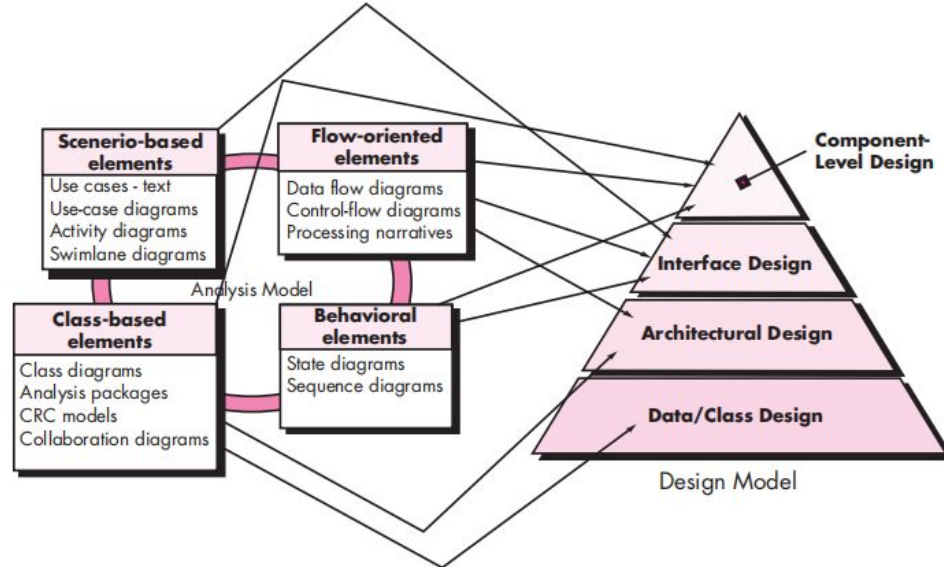 Scenerio-based
elements
Use cases - text
Use-case diagrams
Activity diagrams
Swimlane diagrams
Flow-oriented
elements
Data flow diagrams
Control-flow diagrams
Processing narratives
Analysis Model
Class-based
elements
Class diagrams
Analysis packages
CRC models
Collaboration diagrams
Behavioral
elements
State diagrams
Sequence diagrams
Component-
Level Design
Interface Design
Architectural Design
Data/Class Design
Design Model